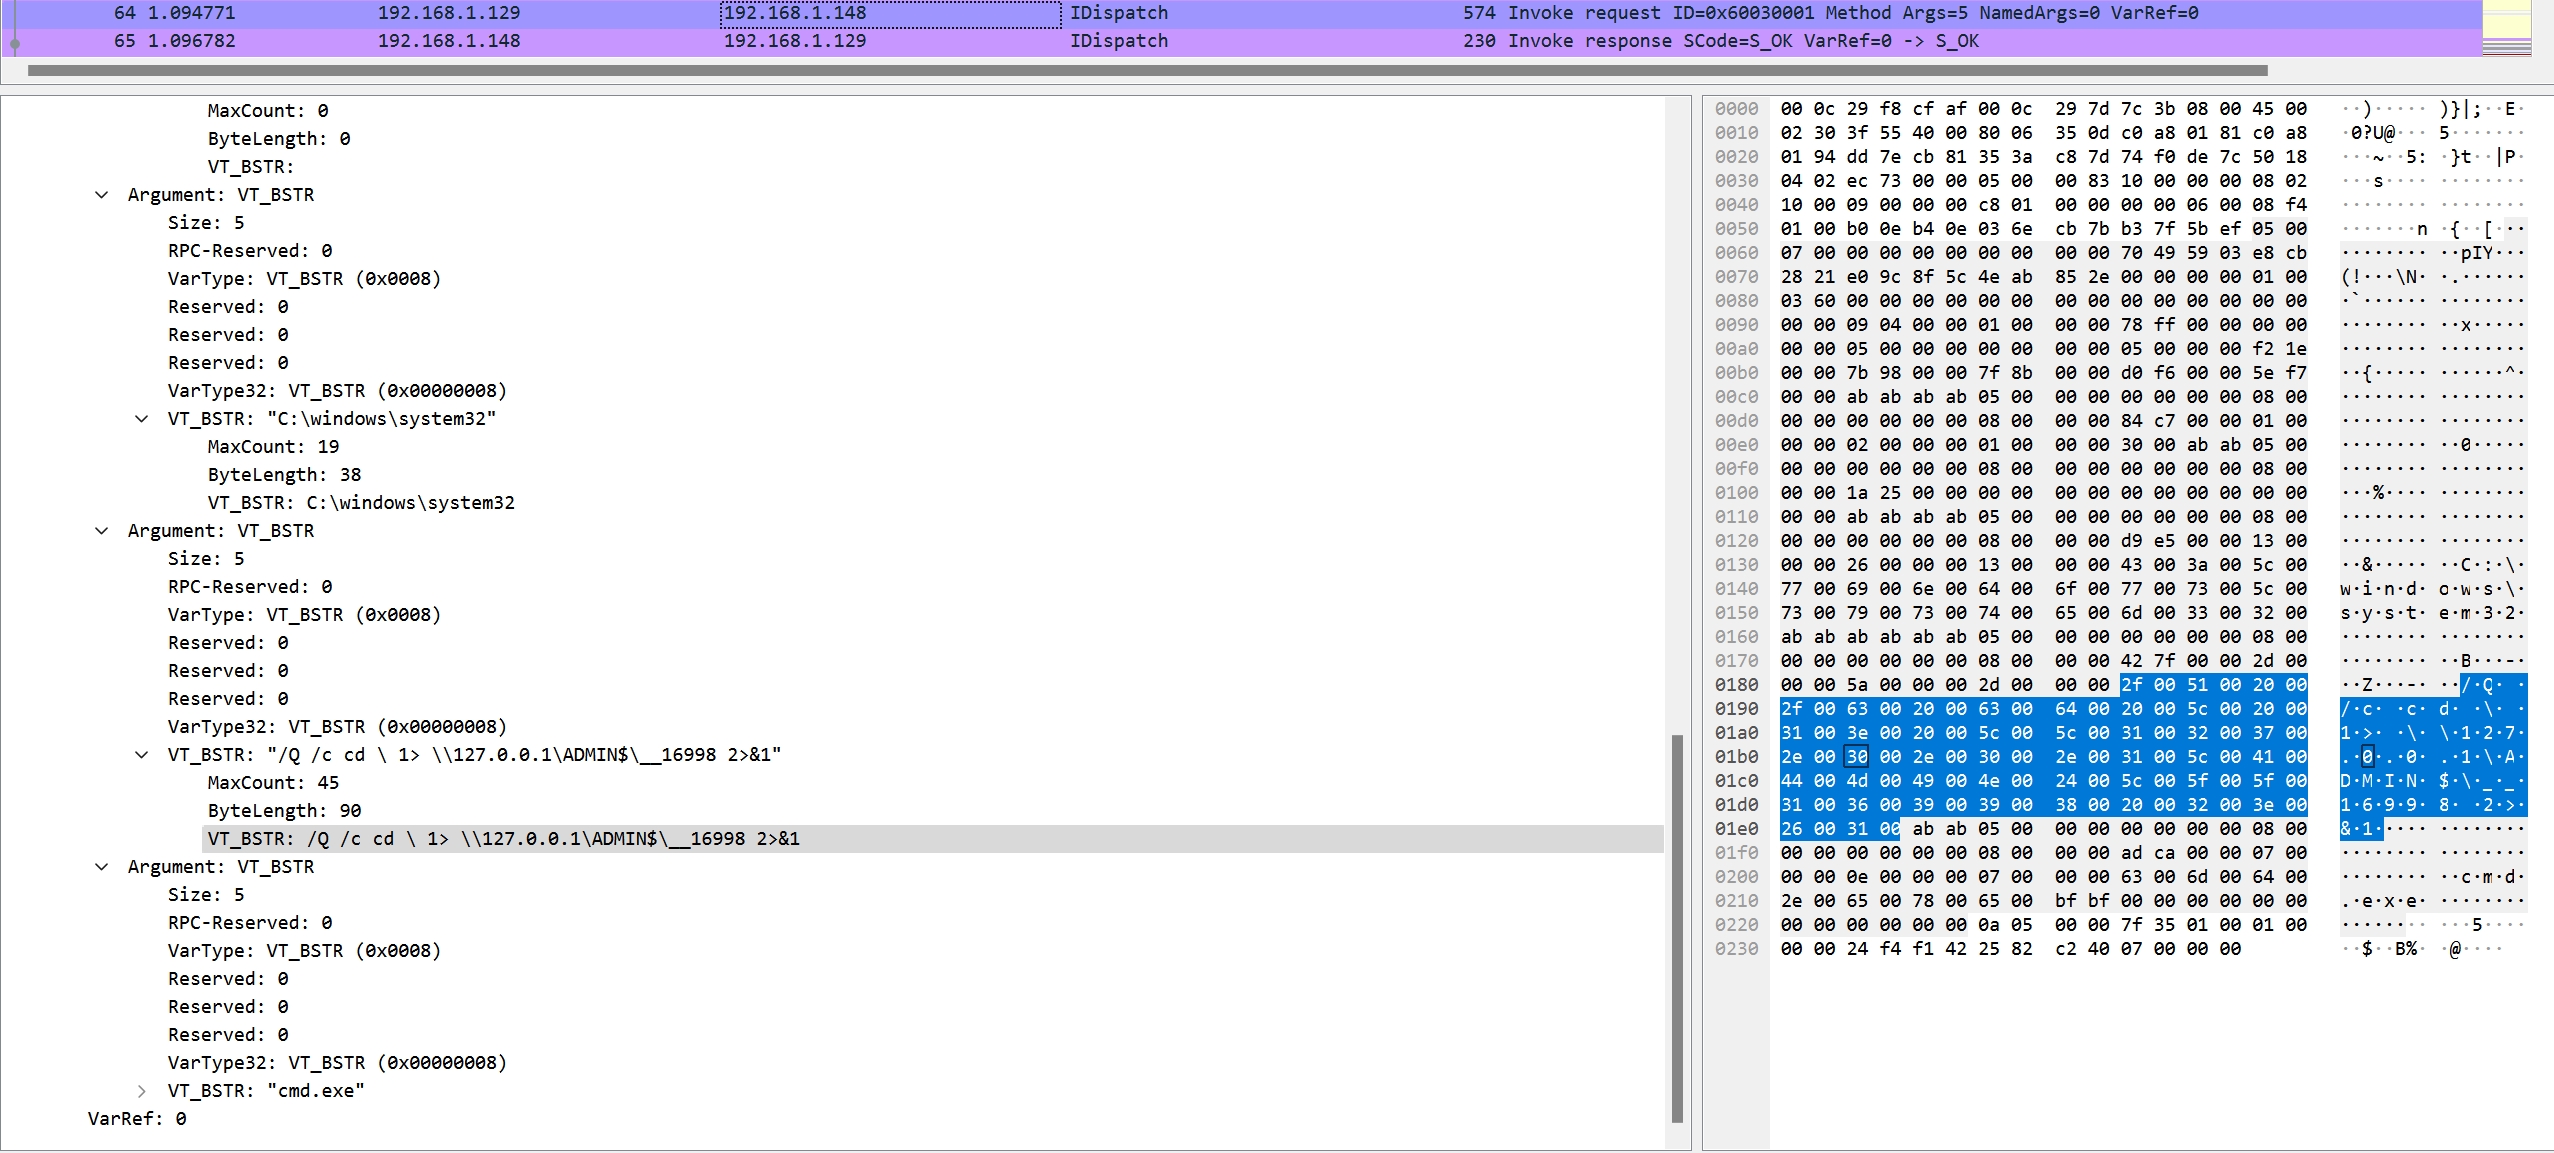 64 1.094771 192.168.1.129 192.168.1.148 IDispatch 574 Invoke request ID=0x60030001 Method Args=5 NamedArgs=0 VarRef=0
65 1.096782 192.168.1.148 192.168.1.129 IDispatch 230 Invoke response SCode=S_OK VarRef=0 -> S_OK
MaxCount: 0
ByteLength: 0
VT_BSTR:
Argument: VT_BSTR
Size: 5
RPC-Reserved: 0
VarType: VT_BSTR (0x0008)
Reserved: 0
Reserved: 0
Reserved: 0
VarType32: VT_BSTR (0x00000008)
VT_BSTR: "C:\windows\system32"
MaxCount: 19
ByteLength: 38
VT_BSTR: C:\windows\system32
Argument: VT_BSTR
Size: 5
RPC-Reserved: 0
VarType: VT_BSTR (0x0008)
Reserved: 0
Reserved: 0
Reserved: 0
VarType32: VT_BSTR (0x00000008)
VT_BSTR: "/Q /c cd \ 1> \\127.0.0.1\ADMIN$\__16998 2>&1"
MaxCount: 45
ByteLength: 90
VT_BSTR: /Q /c cd \ 1> \\127.0.0.1\ADMIN$\__16998 2>&1
Argument: VT_BSTR
Size: 5
RPC-Reserved: 0
VarType: VT_BSTR (0x0008)
Reserved: 0
Reserved: 0
Reserved: 0
VarType32: VT_BSTR (0x00000008)
VT_BSTR: "cmd.exe"
VarRef: 0
0000 00 0c 29 f8 cf af 00 0c 29 7d 7c 3b 08 00 45 00 ··)····· )}|;··E·
0010 02 30 3f 55 40 00 80 06 35 0d c0 a8 01 81 c0 a8 ·0?U@··· 5·······
0020 01 94 dd 7e cb 81 35 3a c8 7d 74 f0 de 7c 50 18 ···~··5: ·}t··|P·
0030 04 02 ec 73 00 00 05 00 00 83 10 00 00 00 08 02 ···s···· ········
0040 10 00 09 00 00 00 c8 01 00 00 00 00 06 00 08 f4 ········ ········
0050 01 00 b0 0e b4 0e 03 6e cb 7b b3 7f 5b ef 05 00 ·······n ·{··[···
0060 07 00 00 00 00 00 00 00 00 00 70 49 59 03 e8 cb ········ ··pIY···
0070 28 21 e0 9c 8f 5c 4e ab 85 2e 00 00 00 00 01 00 (!···\N· ·.······
0080 03 60 00 00 00 00 00 00 00 00 00 00 00 00 00 00 ·`······ ········
0090 00 00 09 04 00 00 01 00 00 00 78 ff 00 00 00 00 ········ ··x·····
00a0 00 00 05 00 00 00 00 00 00 00 05 00 00 00 f2 1e ········ ········
00b0 00 00 7b 98 00 00 7f 8b 00 00 d0 f6 00 00 5e f7 ··{····· ······^·
00c0 00 00 ab ab ab ab 05 00 00 00 00 00 00 00 08 00 ········ ········
00d0 00 00 00 00 00 00 08 00 00 00 84 c7 00 00 01 00 ········ ········
00e0 00 00 02 00 00 00 01 00 00 00 30 00 ab ab 05 00 ········ ··0·····
00f0 00 00 00 00 00 00 08 00 00 00 00 00 00 00 08 00 ········ ········
0100 00 00 1a 25 00 00 00 00 00 00 00 00 00 00 00 00 ···%···· ········
0110 00 00 ab ab ab ab 05 00 00 00 00 00 00 00 08 00 ········ ········
0120 00 00 00 00 00 00 08 00 00 00 d9 e5 00 00 13 00 ········ ········
0130 00 00 26 00 00 00 13 00 00 00 43 00 3a 00 5c 00 ··&····· ··C·:·\·
0140 77 00 69 00 6e 00 64 00 6f 00 77 00 73 00 5c 00 w·i·n·d· o·w·s·\·
0150 73 00 79 00 73 00 74 00 65 00 6d 00 33 00 32 00 s·y·s·t· e·m·3·2·
0160 ab ab ab ab ab ab 05 00 00 00 00 00 00 00 08 00 ········ ········
0170 00 00 00 00 00 00 08 00 00 00 42 7f 00 00 2d 00 ········ ··B···-·
0180 00 00 5a 00 00 00 2d 00 00 00 2f 00 51 00 20 00 ··Z···-· ··/·Q· ·
0190 2f 00 63 00 20 00 63 00 64 00 20 00 5c 00 20 00 /·c· ·c· d· ·\· ·
01a0 31 00 3e 00 20 00 5c 00 5c 00 31 00 32 00 37 00 1·>· ·\· \·1·2·7·
01b0 2e 00 30 00 2e 00 30 00 2e 00 31 00 5c 00 41 00 .·0·.·0· .·1·\·A·
01c0 44 00 4d 00 49 00 4e 00 24 00 5c 00 5f 00 5f 00 D·M·I·N· $·\·_·_·
01d0 31 00 36 00 39 00 39 00 38 00 20 00 32 00 3e 00 1·6·9·9· 8· ·2·>·
01e0 26 00 31 00 ab ab 05 00 00 00 00 00 00 00 08 00 &·1····· ········
01f0 00 00 00 00 00 00 08 00 00 00 ad ca 00 00 07 00 ········ ········
0200 00 00 0e 00 00 00 07 00 00 00 63 00 6d 00 64 00 ········ ··c·m·d·
0210 2e 00 65 00 78 00 65 00 bf bf 00 00 00 00 00 00 .·e·x·e· ········
0220 00 00 00 00 00 00 0a 05 00 00 7f 35 01 00 01 00 ········ ···5····
0230 00 00 24 f4 f1 42 25 82 c2 40 07 00 00 00 ··$··B%· ·@····